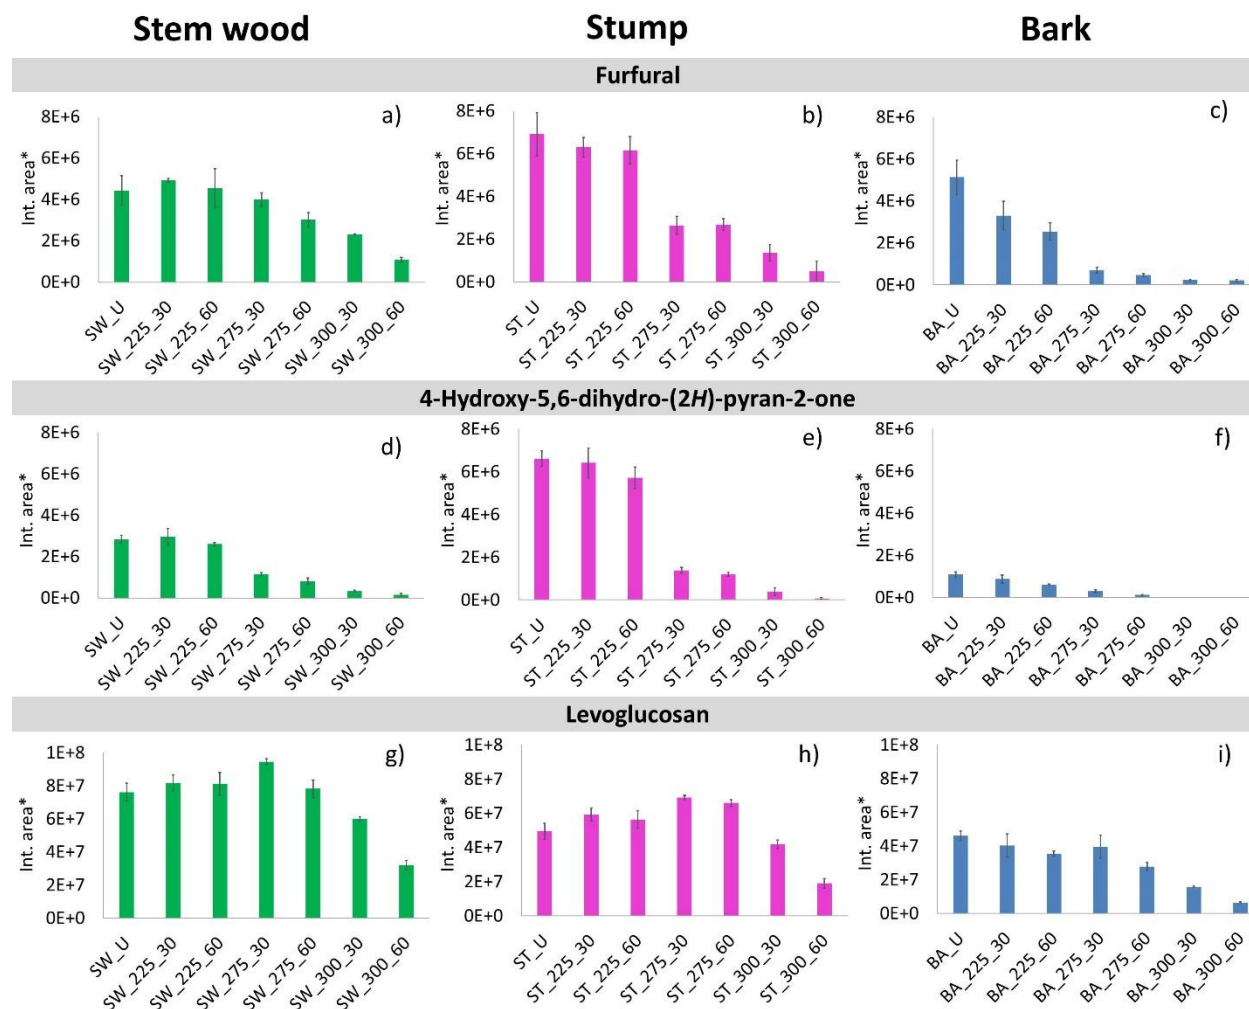 Stem wood Stump Bark
Furfural
a)
Int. area*
8E+6
6E+6
4E+6
2E+6
0E+0
SW_U SW_225_30 SW_225_60 SW_275_30 SW_275_60 SW_300_30 SW_300_60
b)
Int. area*
8E+6
6E+6
4E+6
2E+6
0E+0
ST_U ST_225_30 ST_225_60 ST_275_30 ST_275_60 ST_300_30 ST_300_60
c)
Int. area*
8E+6
6E+6
4E+6
2E+6
0E+0
BA_U BA_225_30 BA_225_60 BA_275_30 BA_275_60 BA_300_30 BA_300_60
4-Hydroxy-5,6-dihydro-(2H)-pyran-2-one
d)
Int. area*
8E+6
6E+6
4E+6
2E+6
0E+0
SW_U SW_225_30 SW_225_60 SW_275_30 SW_275_60 SW_300_30 SW_300_60
e)
Int. area*
8E+6
6E+6
4E+6
2E+6
0E+0
ST_U ST_225_30 ST_225_60 ST_275_30 ST_275_60 ST_300_30 ST_300_60
f)
Int. area*
8E+6
6E+6
4E+6
2E+6
0E+0
BA_U BA_225_30 BA_225_60 BA_275_30 BA_275_60 BA_300_30 BA_300_60
Levoglucosan
g)
Int. area*
1E+8
8E+7
6E+7
4E+7
2E+7
0E+0
SW_U SW_225_30 SW_225_60 SW_275_30 SW_275_60 SW_300_30 SW_300_60
h)
Int. area*
1E+8
8E+7
6E+7
4E+7
2E+7
0E+0
ST_U ST_225_30 ST_225_60 ST_275_30 ST_275_60 ST_300_30 ST_300_60
i)
Int. area*
1E+8
8E+7
6E+7
4E+7
2E+7
0E+0
BA_U BA_225_30 BA_225_60 BA_275_30 BA_275_60 BA_300_30 BA_300_60